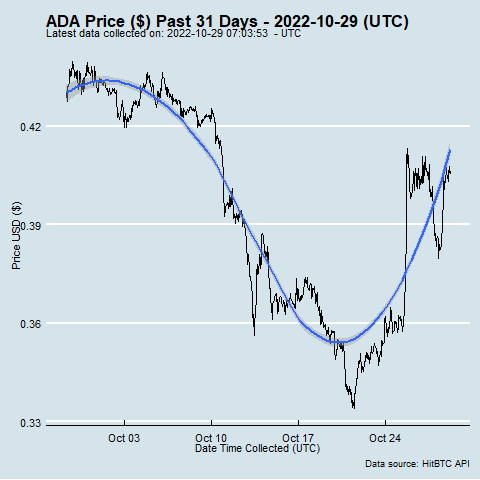 ADA Price ($) Past 31 Days - 2022-10-29 (UTC)
Latest data collected on: 2022-10-29 07:03:53 - UTC
0.42
0.39
0.36
0.33
Price USD ($)
Oct 03 Oct 10 Oct 17 Oct 24
Date Time Collected (UTC)
Data source: HitBTC API